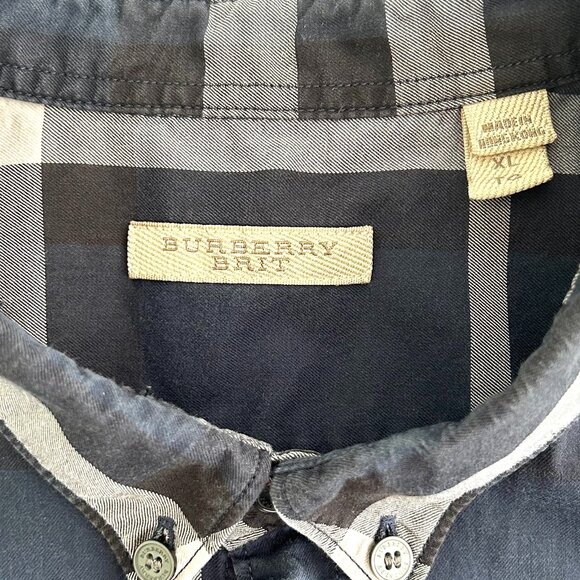 BURBERRY
BRIT
MADE IN
HONG KONG
XL
TG